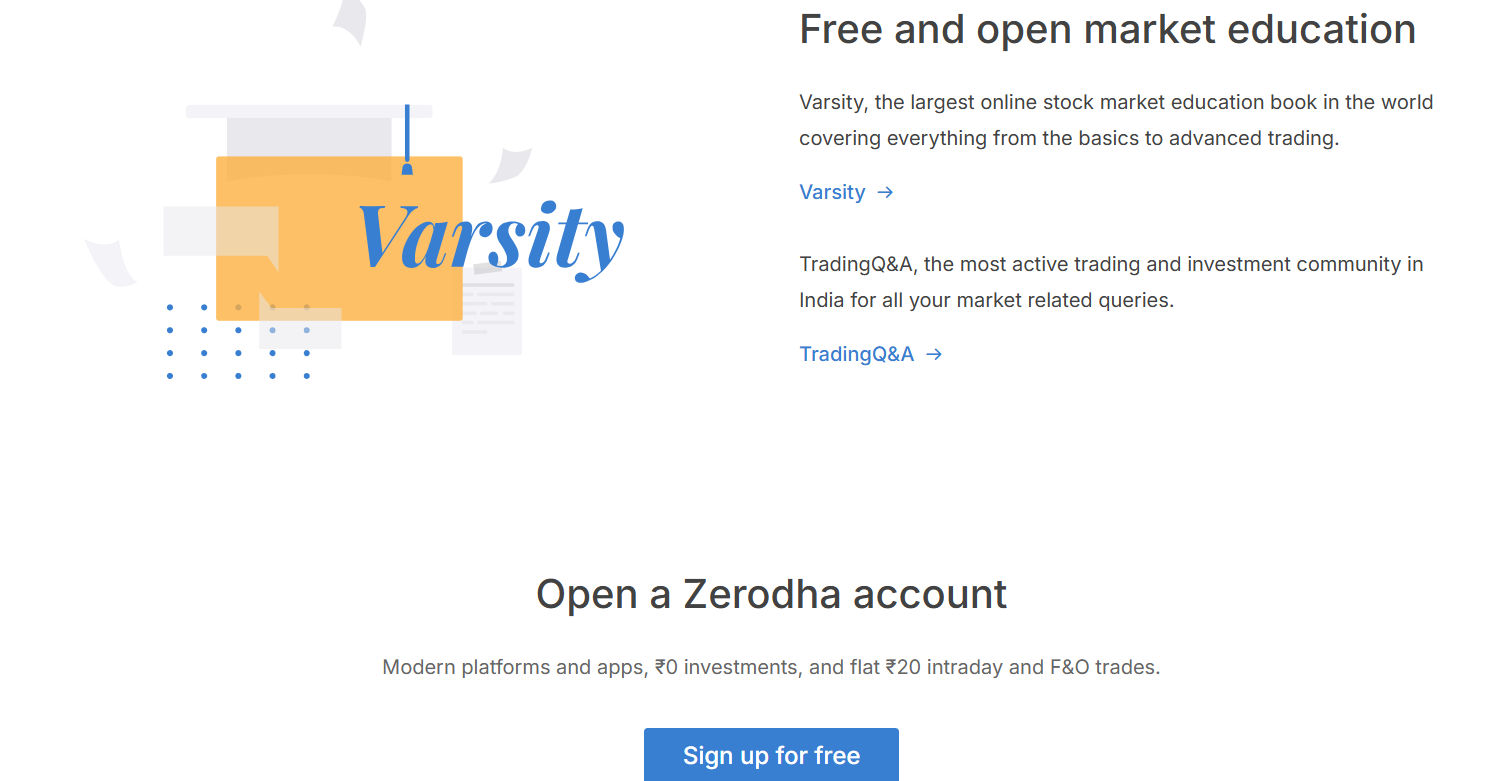 Varsity
Free and open market education
Varsity, the largest online stock market education book in the world
covering everything from the basics to advanced trading.
Varsity →
TradingQ&A, the most active trading and investment community in
India for all your market related queries.
TradingQ&A →
Open a Zerodha account
Modern platforms and apps, ₹0 investments, and flat ₹20 intraday and F&O trades.
Sign up for free